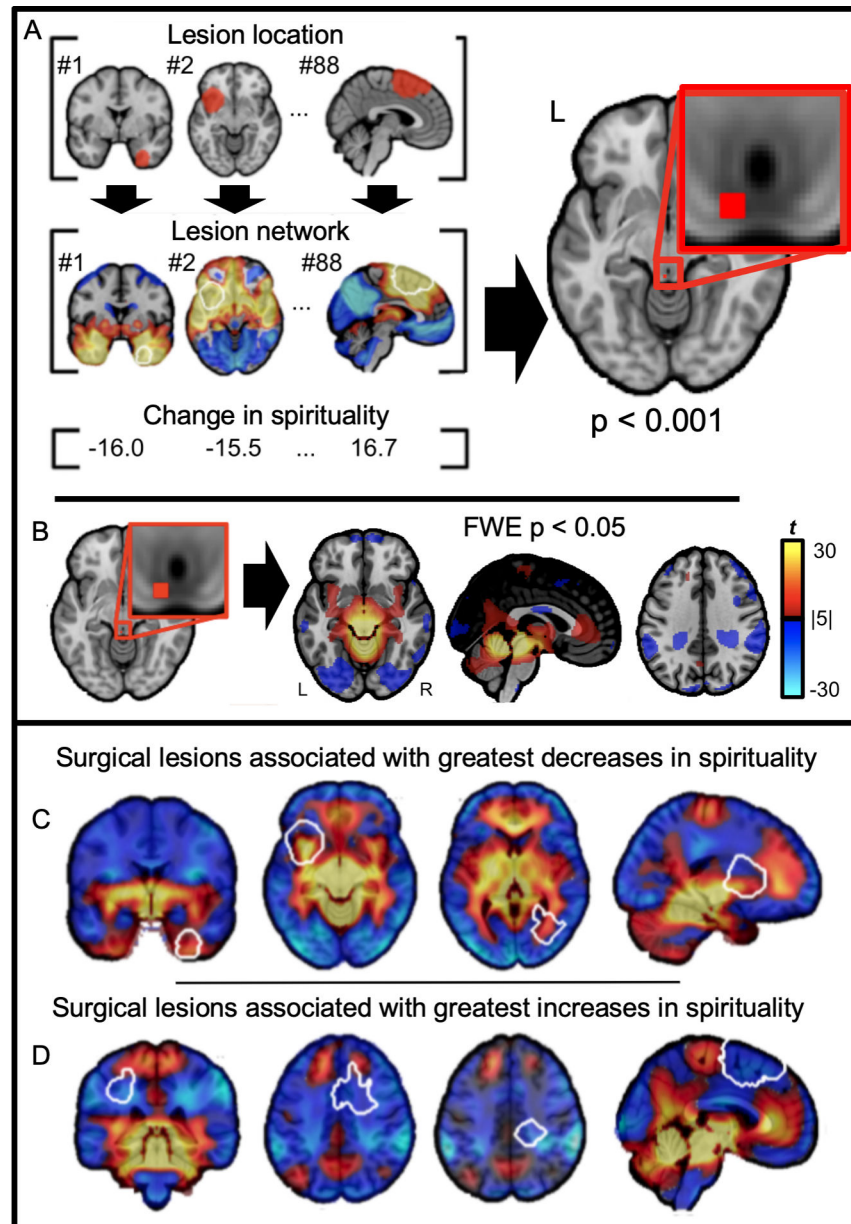 A
Lesion location
#1 #2 #88
...
L
Lesion network
#1 #2 #88
...
Change in spirituality
-16.0 -15.5 ... 16.7
p < 0.001
B
FWE p < 0.05
t
30
|5|
-30
L R
Surgical lesions associated with greatest decreases in spirituality
C
Surgical lesions associated with greatest increases in spirituality
D